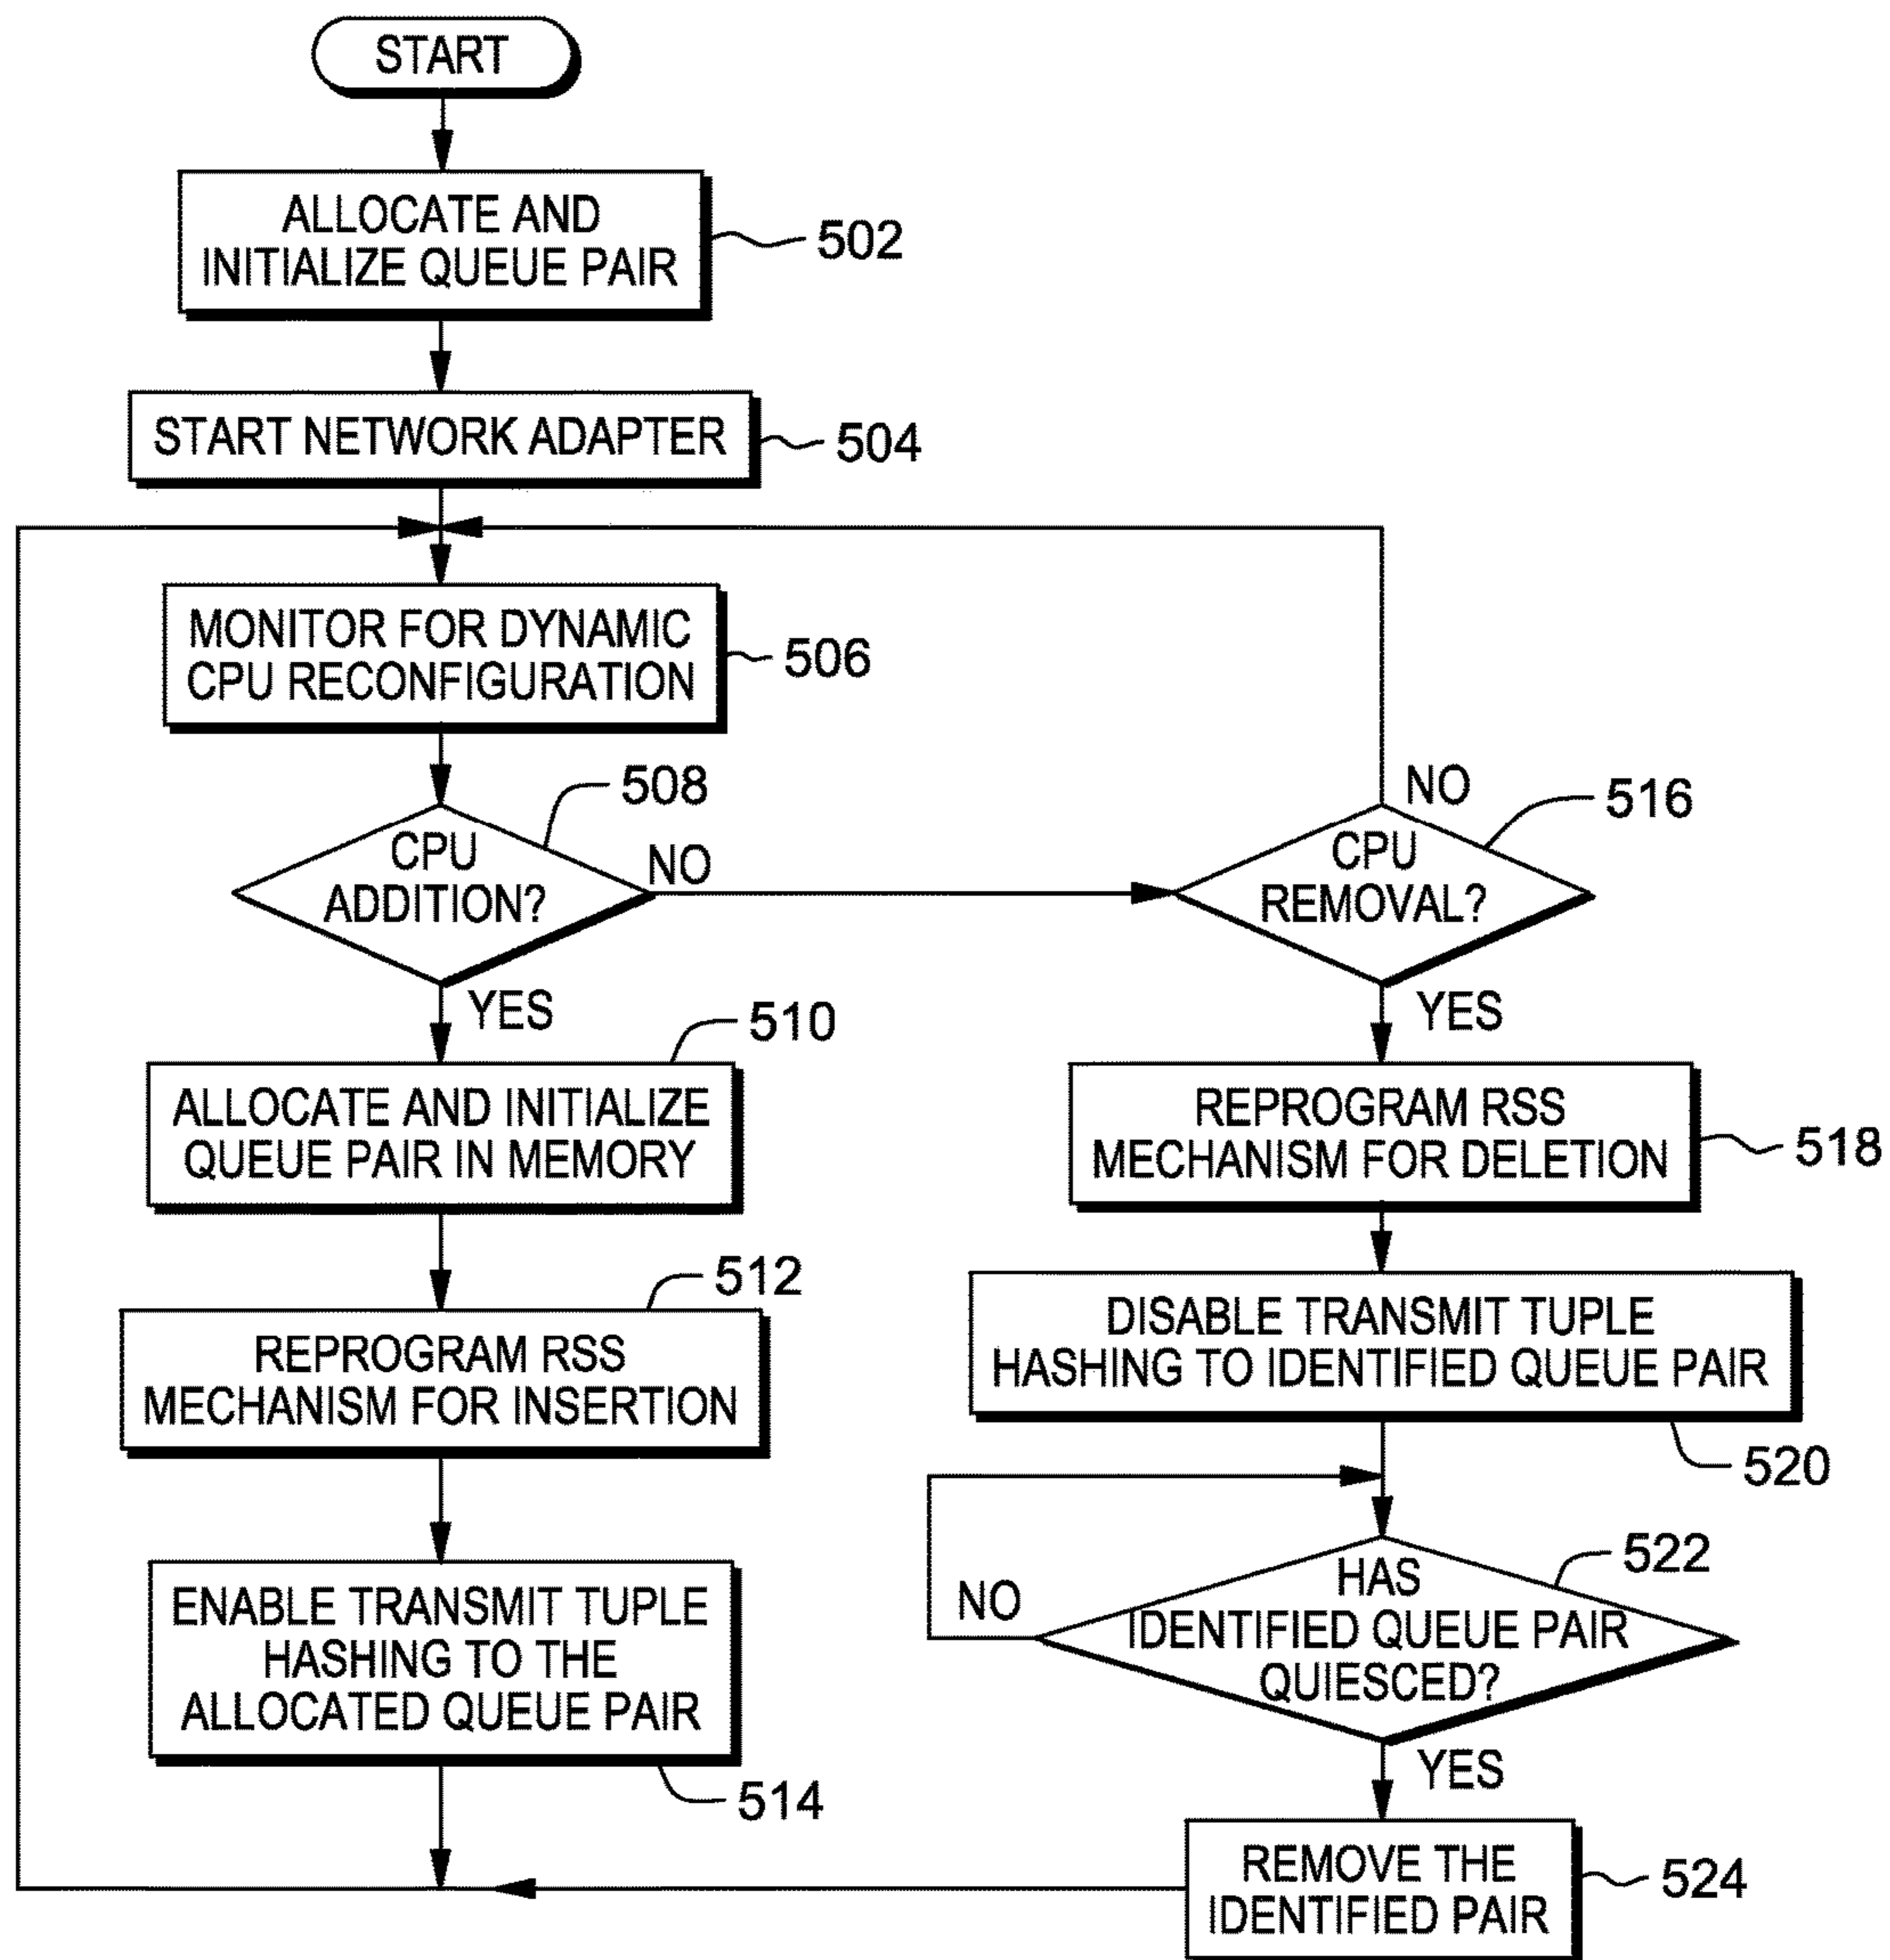 START
ALLOCATE AND
INITIALIZE QUEUE PAIR
502
START NETWORK ADAPTER
504
MONITOR FOR DYNAMIC
CPU RECONFIGURATION
506
508
CPU
ADDITION?
NO
YES
510
ALLOCATE AND INITIALIZE
QUEUE PAIR IN MEMORY
512
REPROGRAM RSS
MECHANISM FOR INSERTION
ENABLE TRANSMIT TUPLE
HASHING TO THE
ALLOCATED QUEUE PAIR
514
NO
516
CPU
REMOVAL?
YES
REPROGRAM RSS
MECHANISM FOR DELETION
518
DISABLE TRANSMIT TUPLE
HASHING TO IDENTIFIED QUEUE PAIR
520
522
HAS
IDENTIFIED QUEUE PAIR
QUIESCED?
NO
YES
REMOVE THE
IDENTIFIED PAIR
524